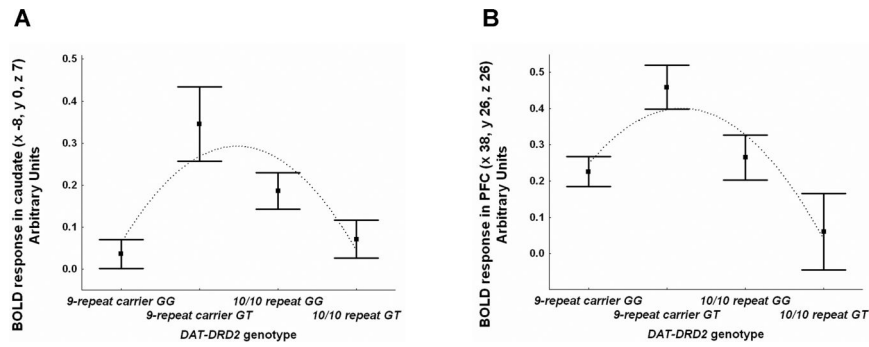 A
BOLD response in caudate (x -8, y 0, z 7)
Arbitrary Units
0.5
0.4
0.3
0.2
0.1
0.0
9-repeat carrier GG
10/10 repeat GG
9-repeat carrier GT
10/10 repeat GT
DAT-DRD2 genotype
B
BOLD response in PFC (x 38, y 26, z 26)
Arbitrary Units
0.5
0.4
0.3
0.2
0.1
0.0
9-repeat carrier GG
10/10 repeat GG
9-repeat carrier GT
10/10 repeat GT
DAT-DRD2 genotype